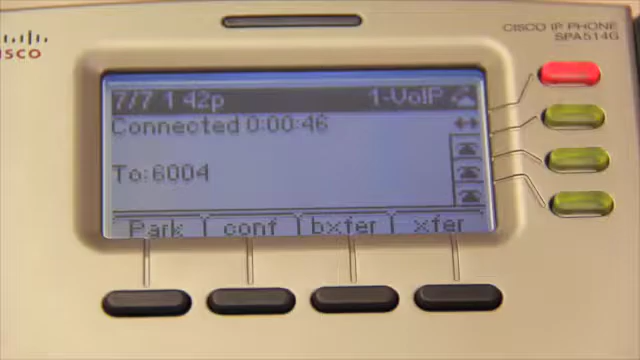 CISCO
CISCO IP PHONE
SPA514G
7/7 1 42p 1-VoIP
Connected 0:00:46
To:6004
Park conf bxfer xfer